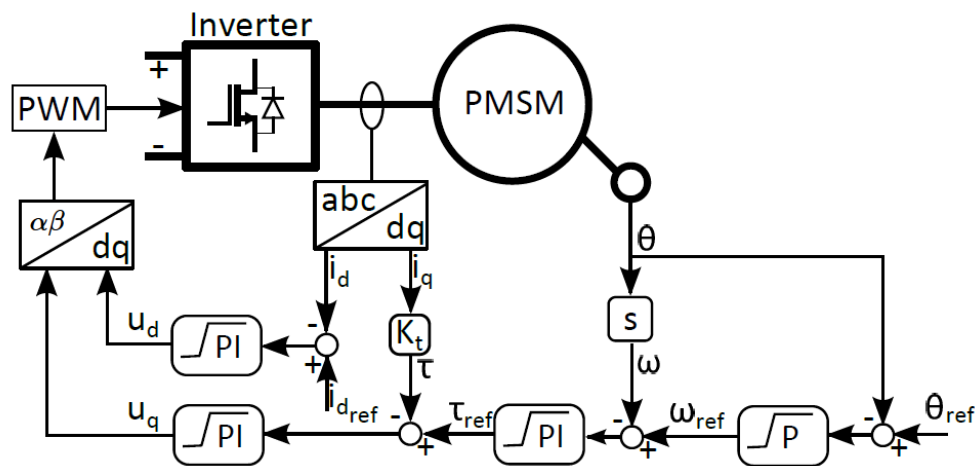 Inverter
+
-
PWM
PMSM
αβ
dq
abc
dq
θ
i_d
i_q
s
u_d
-
PI
+
K_t
ω
τ
i_dref
u_q
PI
-
+
τ_ref
PI
-
+
ω_ref
P
-
+
θ_ref